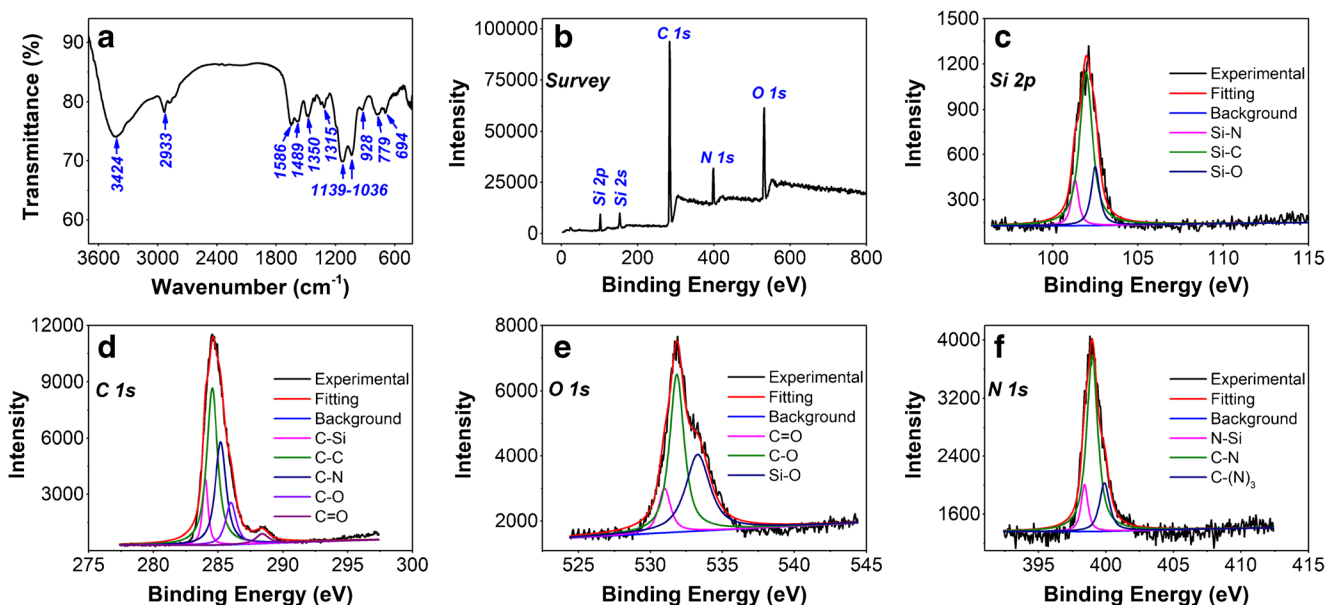 a
Transmittance (%)
90
80
70
60
3424
2933
1586
1489
1350
1315
1139-1036
928
779
694
3600
3000
2400
1800
1200
600
Wavenumber (cm⁻¹)
b
Survey
Intensity
100000
75000
50000
25000
0
Si 2p
Si 2s
C 1s
N 1s
O 1s
0
200
400
600
800
Binding Energy (eV)
c
Si 2p
Intensity
1500
1200
900
600
300
0
Experimental
Fitting
Background
Si-N
Si-C
Si-O
100
105
110
115
Binding Energy (eV)
d
C 1s
Intensity
12000
9000
6000
3000
Experimental
Fitting
Background
C-Si
C-C
C-N
C-O
C=O
275
280
285
290
295
300
Binding Energy (eV)
e
O 1s
Intensity
8000
6000
4000
2000
Experimental
Fitting
Background
C=O
C-O
Si-O
525
530
535
540
545
Binding Energy (eV)
f
N 1s
Intensity
4000
3200
2400
1600
Experimental
Fitting
Background
N-Si
C-N
C-(N)₃
395
400
405
410
415
Binding Energy (eV)